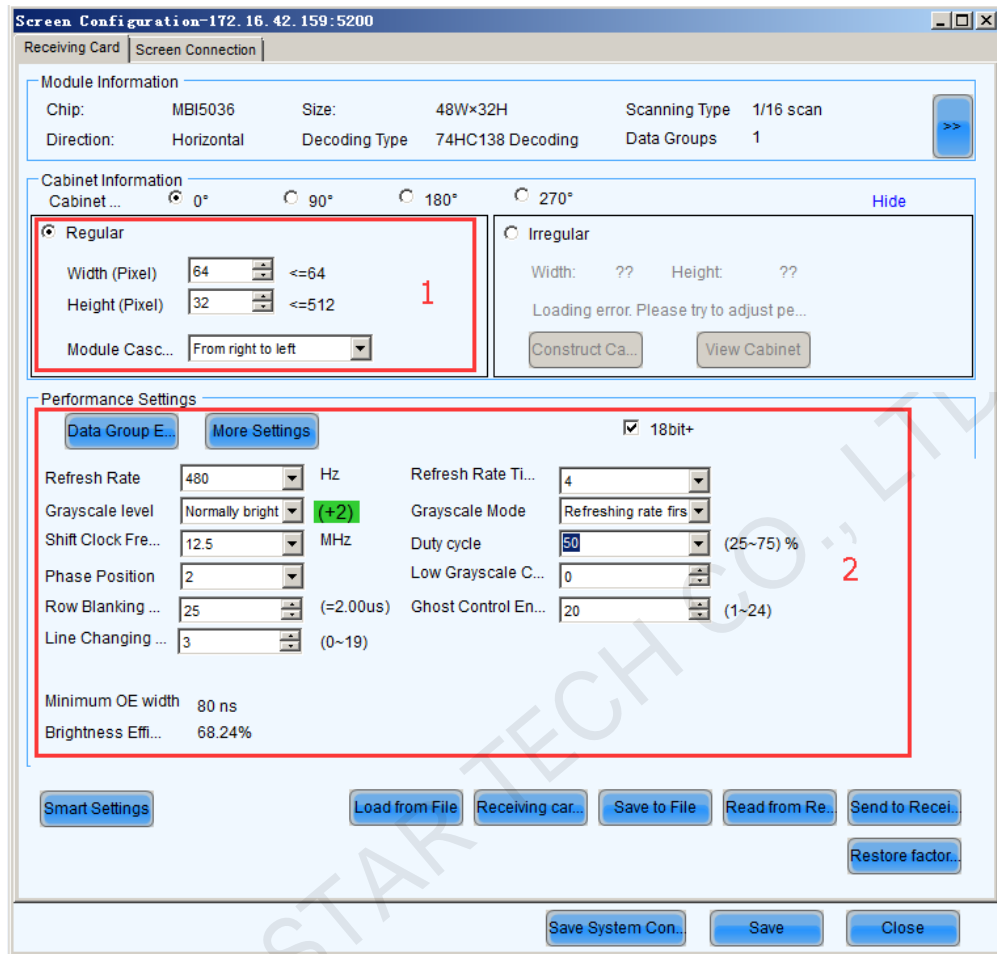 Screen Configuration-172.16.42.159:5200
Receiving Card Screen Connection
Module Information
Chip: MBI5036 Size: 48W×32H Scanning Type 1/16 scan
>>
Direction: Horizontal Decoding Type 74HC138 Decoding Data Groups 1
Cabinet Information
Cabinet ... 0° 90° 180° 270° Hide
Regular
Width (Pixel) 64 <=64
Height (Pixel) 32 <=512
1
Module Casc... From right to left
Irregular
Width: ?? Height: ??
Loading error. Please try to adjust pe...
Construct Ca... View Cabinet
Performance Settings
Data Group E... More Settings 18bit+
Refresh Rate 480 Hz Refresh Rate Ti... 4
Grayscale level Normally bright (+2) Grayscale Mode Refreshing rate firs
Shift Clock Fre... 12.5 MHz Duty cycle 50 (25~75) %
Phase Position 2 Low Grayscale C... 0
2
Row Blanking ... 25 (=2.00us) Ghost Control En... 20 (1~24)
Line Changing ... 3 (0~19)
Minimum OE width 80 ns
Brightness Effi... 68.24%
Smart Settings Load from File Receiving car... Save to File Read from Re... Send to Recei...
Restore factor...
Save System Con... Save Close
STAR TECH CO., LTD